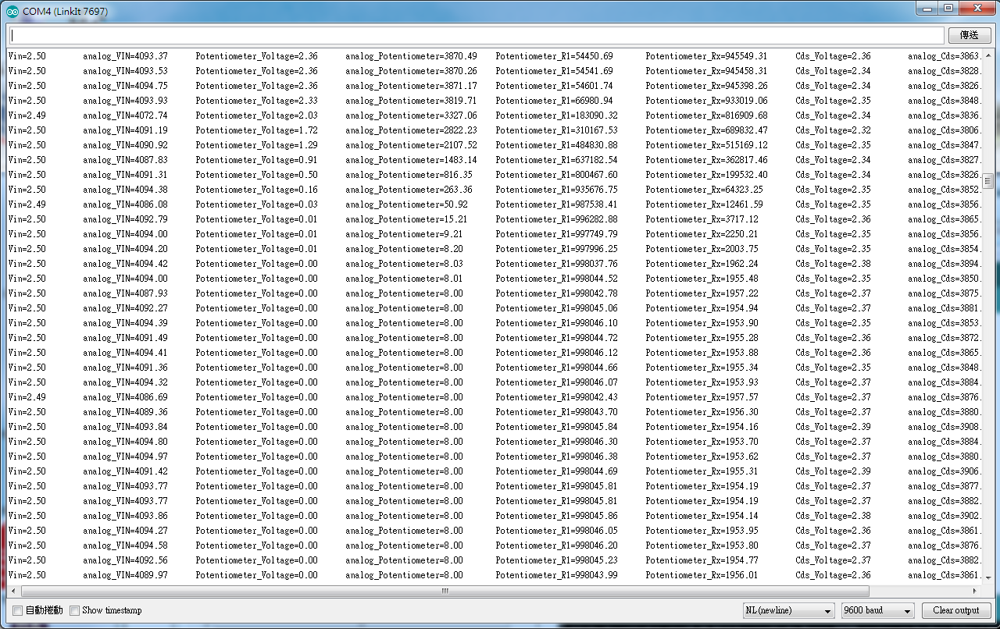 COM4 (LinkIt 7697)
傳送
Vin=2.50 analog_VIN=4093.37 Potentiometer_Voltage=2.36 analog_Potentiometer=3870.49 Potentiometer_R1=54450.69 Potentiometer_Rx=945549.31 Cds_Voltage=2.36 analog_Cds=3863.
Vin=2.50 analog_VIN=4093.53 Potentiometer_Voltage=2.36 analog_Potentiometer=3870.26 Potentiometer_R1=54541.69 Potentiometer_Rx=945458.31 Cds_Voltage=2.34 analog_Cds=3828.
Vin=2.50 analog_VIN=4094.75 Potentiometer_Voltage=2.36 analog_Potentiometer=3871.17 Potentiometer_R1=54601.74 Potentiometer_Rx=945398.26 Cds_Voltage=2.34 analog_Cds=3826.
Vin=2.50 analog_VIN=4093.93 Potentiometer_Voltage=2.33 analog_Potentiometer=3819.71 Potentiometer_R1=66980.94 Potentiometer_Rx=933019.06 Cds_Voltage=2.35 analog_Cds=3848.
Vin=2.49 analog_VIN=4072.74 Potentiometer_Voltage=2.03 analog_Potentiometer=3327.06 Potentiometer_R1=183090.32 Potentiometer_Rx=816909.68 Cds_Voltage=2.34 analog_Cds=3836.
Vin=2.50 analog_VIN=4091.19 Potentiometer_Voltage=1.72 analog_Potentiometer=2822.23 Potentiometer_R1=310167.53 Potentiometer_Rx=689832.47 Cds_Voltage=2.32 analog_Cds=3806.
Vin=2.50 analog_VIN=4090.92 Potentiometer_Voltage=1.29 analog_Potentiometer=2107.52 Potentiometer_R1=484830.88 Potentiometer_Rx=515169.12 Cds_Voltage=2.35 analog_Cds=3847.
Vin=2.50 analog_VIN=4087.83 Potentiometer_Voltage=0.91 analog_Potentiometer=1483.14 Potentiometer_R1=637182.54 Potentiometer_Rx=362817.46 Cds_Voltage=2.34 analog_Cds=3827.
Vin=2.50 analog_VIN=4091.31 Potentiometer_Voltage=0.50 analog_Potentiometer=816.35 Potentiometer_R1=800467.60 Potentiometer_Rx=199532.40 Cds_Voltage=2.34 analog_Cds=3826.
Vin=2.50 analog_VIN=4094.38 Potentiometer_Voltage=0.16 analog_Potentiometer=263.36 Potentiometer_R1=935676.75 Potentiometer_Rx=64323.25 Cds_Voltage=2.35 analog_Cds=3852.
Vin=2.49 analog_VIN=4086.08 Potentiometer_Voltage=0.03 analog_Potentiometer=50.92 Potentiometer_R1=987538.41 Potentiometer_Rx=12461.59 Cds_Voltage=2.35 analog_Cds=3856.
Vin=2.50 analog_VIN=4092.79 Potentiometer_Voltage=0.01 analog_Potentiometer=15.21 Potentiometer_R1=996282.88 Potentiometer_Rx=3717.12 Cds_Voltage=2.36 analog_Cds=3865.
Vin=2.50 analog_VIN=4094.00 Potentiometer_Voltage=0.01 analog_Potentiometer=9.21 Potentiometer_R1=997749.79 Potentiometer_Rx=2250.21 Cds_Voltage=2.35 analog_Cds=3856.
Vin=2.50 analog_VIN=4094.20 Potentiometer_Voltage=0.01 analog_Potentiometer=8.20 Potentiometer_R1=997996.25 Potentiometer_Rx=2003.75 Cds_Voltage=2.35 analog_Cds=3854.
Vin=2.50 analog_VIN=4094.42 Potentiometer_Voltage=0.00 analog_Potentiometer=8.03 Potentiometer_R1=998037.76 Potentiometer_Rx=1962.24 Cds_Voltage=2.38 analog_Cds=3894.
Vin=2.50 analog_VIN=4094.00 Potentiometer_Voltage=0.00 analog_Potentiometer=8.01 Potentiometer_R1=998044.52 Potentiometer_Rx=1955.48 Cds_Voltage=2.35 analog_Cds=3850.
Vin=2.50 analog_VIN=4087.93 Potentiometer_Voltage=0.00 analog_Potentiometer=8.00 Potentiometer_R1=998042.78 Potentiometer_Rx=1957.22 Cds_Voltage=2.37 analog_Cds=3875.
Vin=2.50 analog_VIN=4092.27 Potentiometer_Voltage=0.00 analog_Potentiometer=8.00 Potentiometer_R1=998045.06 Potentiometer_Rx=1954.94 Cds_Voltage=2.37 analog_Cds=3881.
Vin=2.50 analog_VIN=4094.39 Potentiometer_Voltage=0.00 analog_Potentiometer=8.00 Potentiometer_R1=998046.10 Potentiometer_Rx=1953.90 Cds_Voltage=2.35 analog_Cds=3853.
Vin=2.50 analog_VIN=4091.49 Potentiometer_Voltage=0.00 analog_Potentiometer=8.00 Potentiometer_R1=998044.72 Potentiometer_Rx=1955.28 Cds_Voltage=2.36 analog_Cds=3872.
Vin=2.50 analog_VIN=4094.41 Potentiometer_Voltage=0.00 analog_Potentiometer=8.00 Potentiometer_R1=998046.12 Potentiometer_Rx=1953.88 Cds_Voltage=2.36 analog_Cds=3865.
Vin=2.50 analog_VIN=4091.36 Potentiometer_Voltage=0.00 analog_Potentiometer=8.00 Potentiometer_R1=998044.66 Potentiometer_Rx=1955.34 Cds_Voltage=2.35 analog_Cds=3848.
Vin=2.50 analog_VIN=4094.32 Potentiometer_Voltage=0.00 analog_Potentiometer=8.00 Potentiometer_R1=998046.07 Potentiometer_Rx=1953.93 Cds_Voltage=2.37 analog_Cds=3884.
Vin=2.49 analog_VIN=4086.69 Potentiometer_Voltage=0.00 analog_Potentiometer=8.00 Potentiometer_R1=998042.43 Potentiometer_Rx=1957.57 Cds_Voltage=2.37 analog_Cds=3876.
Vin=2.50 analog_VIN=4089.36 Potentiometer_Voltage=0.00 analog_Potentiometer=8.00 Potentiometer_R1=998043.70 Potentiometer_Rx=1956.30 Cds_Voltage=2.37 analog_Cds=3880.
Vin=2.50 analog_VIN=4093.84 Potentiometer_Voltage=0.00 analog_Potentiometer=8.00 Potentiometer_R1=998045.84 Potentiometer_Rx=1954.16 Cds_Voltage=2.39 analog_Cds=3908.
Vin=2.50 analog_VIN=4094.80 Potentiometer_Voltage=0.00 analog_Potentiometer=8.00 Potentiometer_R1=998046.30 Potentiometer_Rx=1953.70 Cds_Voltage=2.37 analog_Cds=3884.
Vin=2.50 analog_VIN=4094.97 Potentiometer_Voltage=0.00 analog_Potentiometer=8.00 Potentiometer_R1=998046.38 Potentiometer_Rx=1953.62 Cds_Voltage=2.37 analog_Cds=3880.
Vin=2.50 analog_VIN=4091.42 Potentiometer_Voltage=0.00 analog_Potentiometer=8.00 Potentiometer_R1=998044.69 Potentiometer_Rx=1955.31 Cds_Voltage=2.39 analog_Cds=3906.
Vin=2.50 analog_VIN=4093.77 Potentiometer_Voltage=0.00 analog_Potentiometer=8.00 Potentiometer_R1=998045.81 Potentiometer_Rx=1954.19 Cds_Voltage=2.37 analog_Cds=3877.
Vin=2.50 analog_VIN=4093.77 Potentiometer_Voltage=0.00 analog_Potentiometer=8.00 Potentiometer_R1=998045.81 Potentiometer_Rx=1954.19 Cds_Voltage=2.37 analog_Cds=3882.
Vin=2.50 analog_VIN=4093.86 Potentiometer_Voltage=0.00 analog_Potentiometer=8.00 Potentiometer_R1=998045.86 Potentiometer_Rx=1954.14 Cds_Voltage=2.38 analog_Cds=3902.
Vin=2.50 analog_VIN=4094.27 Potentiometer_Voltage=0.00 analog_Potentiometer=8.00 Potentiometer_R1=998046.05 Potentiometer_Rx=1953.95 Cds_Voltage=2.36 analog_Cds=3861.
Vin=2.50 analog_VIN=4094.58 Potentiometer_Voltage=0.00 analog_Potentiometer=8.00 Potentiometer_R1=998046.20 Potentiometer_Rx=1953.80 Cds_Voltage=2.37 analog_Cds=3876.
Vin=2.50 analog_VIN=4092.56 Potentiometer_Voltage=0.00 analog_Potentiometer=8.00 Potentiometer_R1=998045.23 Potentiometer_Rx=1954.77 Cds_Voltage=2.37 analog_Cds=3882.
Vin=2.50 analog_VIN=4089.97 Potentiometer_Voltage=0.00 analog_Potentiometer=8.00 Potentiometer_R1=998043.99 Potentiometer_Rx=1956.01 Cds_Voltage=2.36 analog_Cds=3861.
自動捲動 Show timestamp NL(newline) 9600 baud Clear output